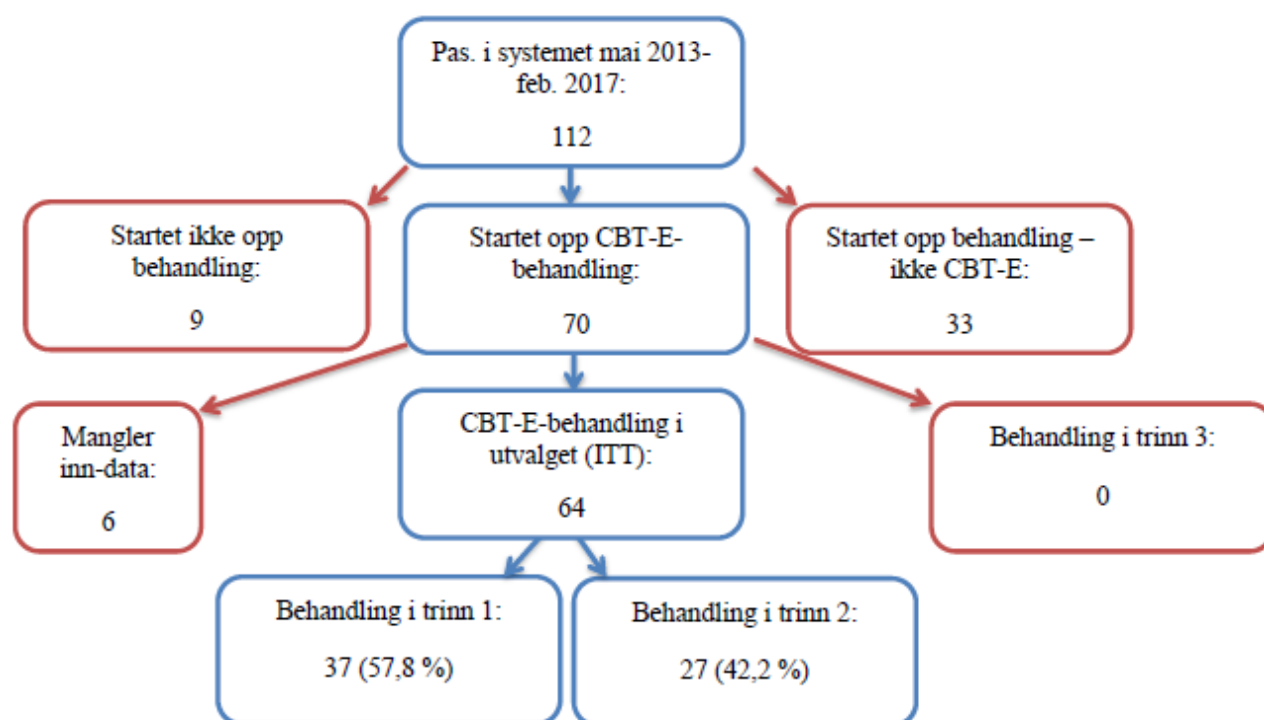 Pas. i systemet mai 2013-
feb. 2017:
112
Startet ikke opp
behandling:
9
Startet opp CBT-E-
behandling:
70
Startet opp behandling –
ikke CBT-E:
33
Mangler
inn-data:
6
CBT-E-behandling i
utvalget (ITT):
64
Behandling i trinn 3:
0
Behandling i trinn 1:
37 (57,8 %)
Behandling i trinn 2:
27 (42,2 %)